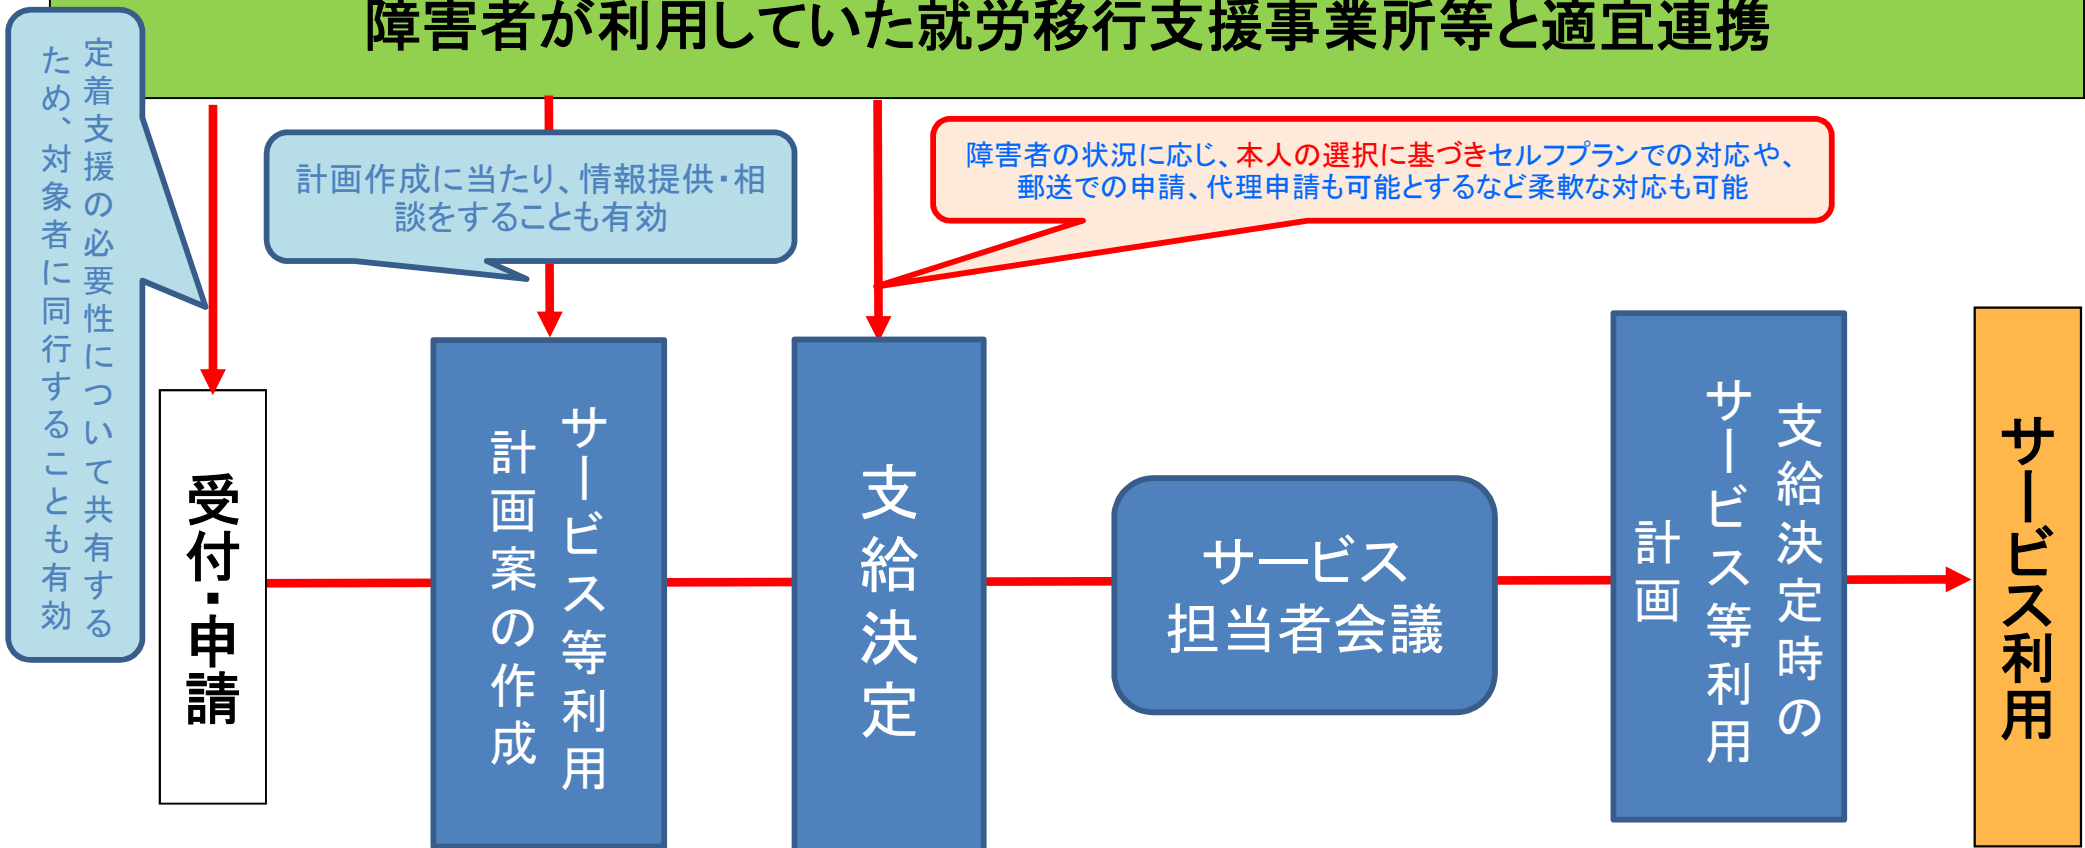 障害者が利用していた就労移行支援事業所等と適宜連携
定着支援の必要性について共有する
ため、対象者に同行することも有効
計画作成に当たり、情報提供・相
談をすることも有効
障害者の状況に応じ、本人の選択に基づきセルフプランでの対応や、
郵送での申請、代理申請も可能とするなど柔軟な対応も可能
受付・申請
サービス等利用
計画案の作成
支給決定
サービス
担当者会議
支給決定時の
サービス等利用
計画
サービス利用